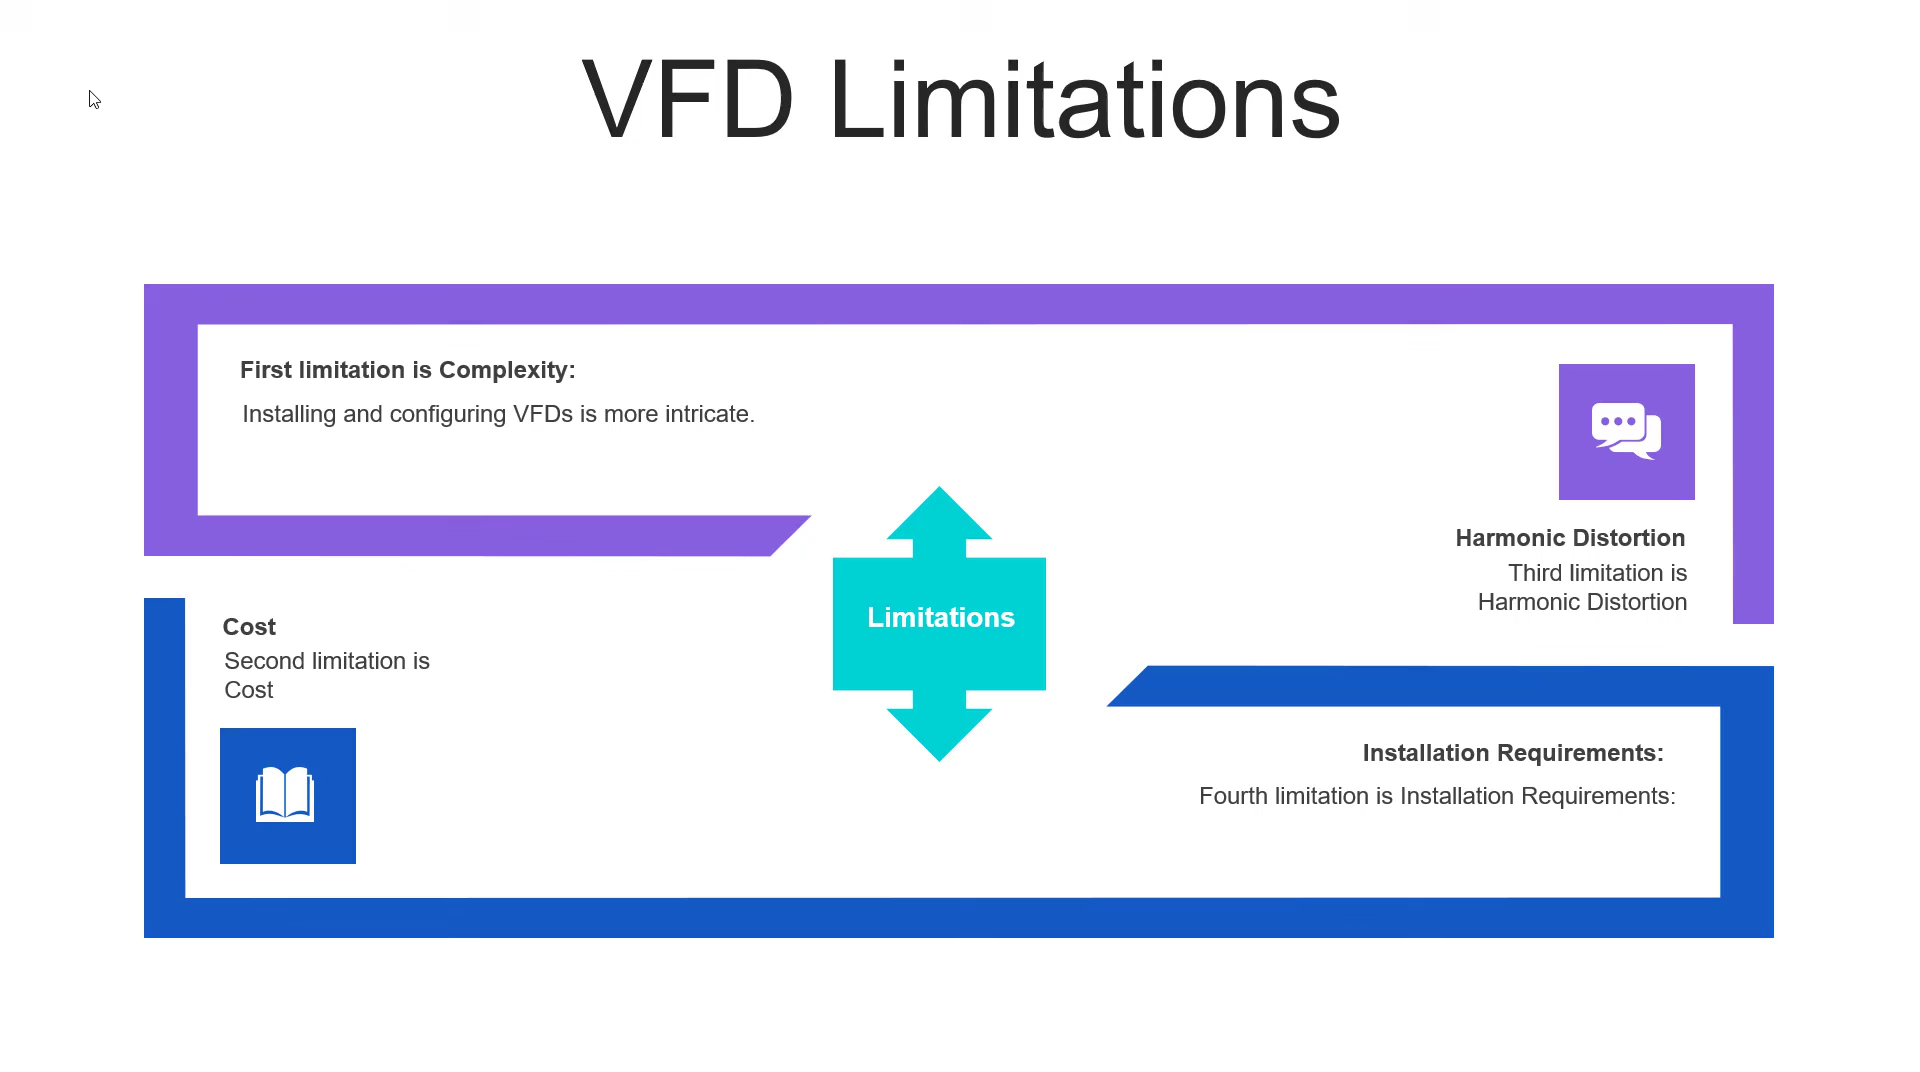 VFD Limitations
First limitation is Complexity:
Installing and configuring VFDs is more intricate.
Cost
Second limitation is
Cost
Limitations
Harmonic Distortion
Third limitation is
Harmonic Distortion
Installation Requirements:
Fourth limitation is Installation Requirements: